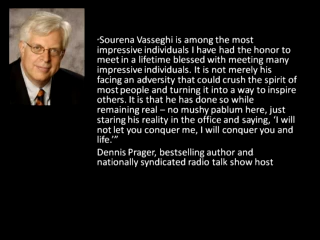 “Sourena Vasseghi is among the most
impressive individuals I have had the honor to
meet in a lifetime blessed with meeting many
impressive individuals. It is not merely his
facing an adversity that could crush the spirit of
most people and turning it into a way to inspire
others. It is that he has done so while
remaining real – no mushy pablum here, just
staring his reality in the office and saying, ‘I will
not let you conquer me, I will conquer you and
life.’”
Dennis Prager, bestselling author and
nationally syndicated radio talk show host